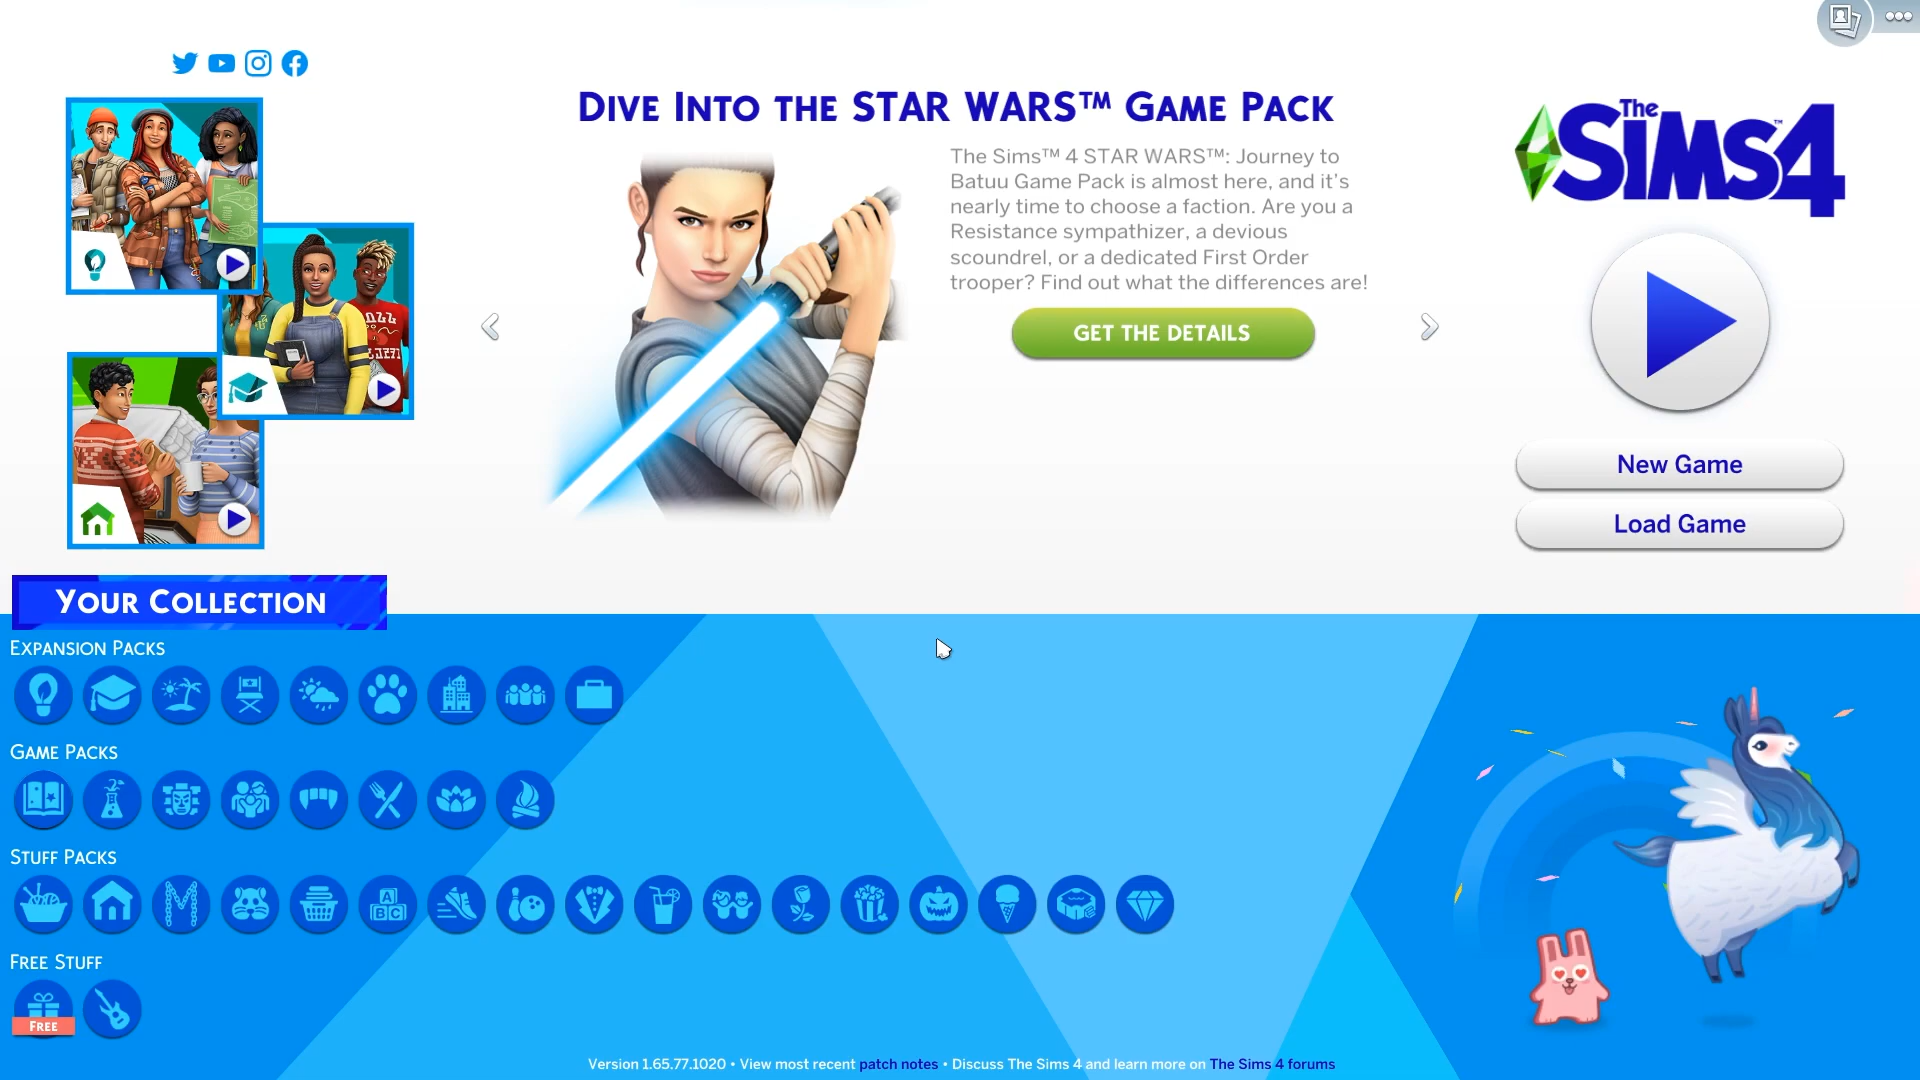 DIVE INTO THE STAR WARS™ GAME PACK
The Sims™ 4 STAR WARS™: Journey to
Batuu Game Pack is almost here, and it's
nearly time to choose a faction. Are you a
Resistance sympathizer, a devious
scoundrel, or a dedicated First Order
trooper? Find out what the differences are!
GET THE DETAILS
The SIMS™ 4
New Game
Load Game
YOUR COLLECTION
EXPANSION PACKS
GAME PACKS
STUFF PACKS
A
B C
FREE STUFF
FREE
Version 1.65.77.1020 • View most recent patch notes • Discuss The Sims 4 and learn more on The Sims 4 forums